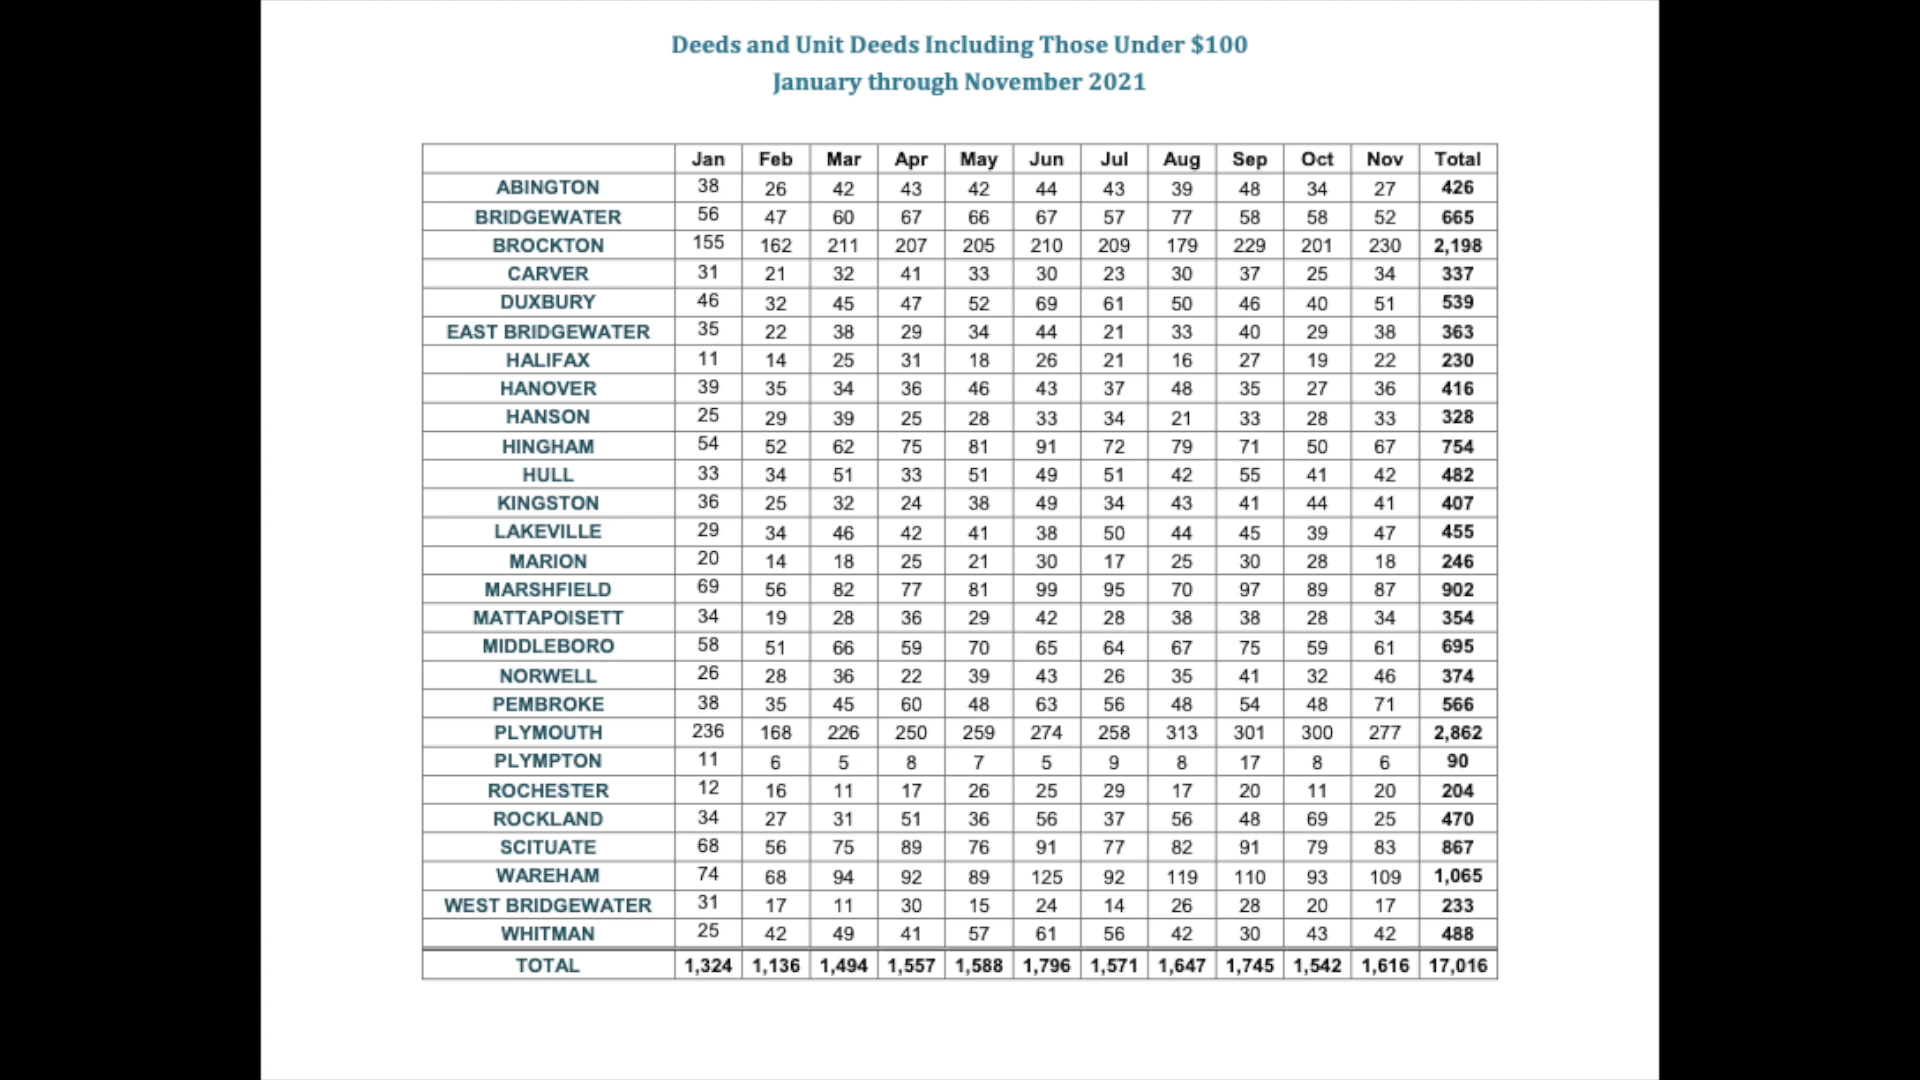 Deeds and Unit Deeds Including Those Under $100
January through November 2021
Jan Feb Mar Apr May Jun Jul Aug Sep Oct Nov Total
ABINGTON 38 26 42 43 42 44 43 39 48 34 27 426
BRIDGEWATER 56 47 60 67 66 67 57 77 58 58 52 665
BROCKTON 155 162 211 207 205 210 209 179 229 201 230 2,198
CARVER 31 21 32 41 33 30 23 30 37 25 34 337
DUXBURY 46 32 45 47 52 69 61 50 46 40 51 539
EAST BRIDGEWATER 35 22 38 29 34 44 21 33 40 29 38 363
HALIFAX 11 14 25 31 18 26 21 16 27 19 22 230
HANOVER 39 35 34 36 46 43 37 48 35 27 36 416
HANSON 25 29 39 25 28 33 34 21 33 28 33 328
HINGHAM 54 52 62 75 81 91 72 79 71 50 67 754
HULL 33 34 51 33 51 49 51 42 55 41 42 482
KINGSTON 36 25 32 24 38 49 34 43 41 44 41 407
LAKEVILLE 29 34 46 42 41 38 50 44 45 39 47 455
MARION 20 14 18 25 21 30 17 25 30 28 18 246
MARSHFIELD 69 56 82 77 81 99 95 70 97 89 87 902
MATTAPOISETT 34 19 28 36 29 42 28 38 38 28 34 354
MIDDLEBORO 58 51 66 59 70 65 64 67 75 59 61 695
NORWELL 26 28 36 22 39 43 26 35 41 32 46 374
PEMBROKE 38 35 45 60 48 63 56 48 54 48 71 566
PLYMOUTH 236 168 226 250 259 274 258 313 301 300 277 2,862
PLYMPTON 11 6 5 8 7 5 9 8 17 8 6 90
ROCHESTER 12 16 11 17 26 25 29 17 20 11 20 204
ROCKLAND 34 27 31 51 36 56 37 56 48 69 25 470
SCITUATE 68 56 75 89 76 91 77 82 91 79 83 867
WAREHAM 74 68 94 92 89 125 92 119 110 93 109 1,065
WEST BRIDGEWATER 31 17 11 30 15 24 14 26 28 20 17 233
WHITMAN 25 42 49 41 57 61 56 42 30 43 42 488
TOTAL 1,324 1,136 1,494 1,557 1,588 1,796 1,571 1,647 1,745 1,542 1,616 17,016